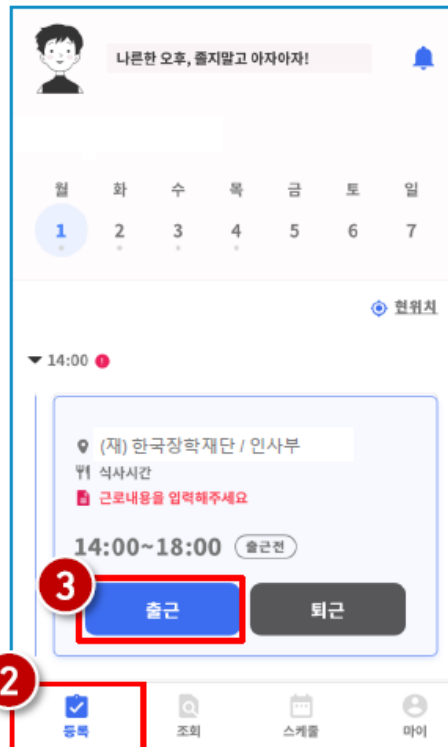 나른한 오후, 졸지말고 아자아자!
월 화 수 목 금 토 일
1 2 3 4 5 6 7
현위치
14:00
(재) 한국장학재단 / 인사부
식사시간
근로내용을 입력해주세요
14:00~18:00 출근전
3
출근 퇴근
2
등록 조회 스케줄 마이